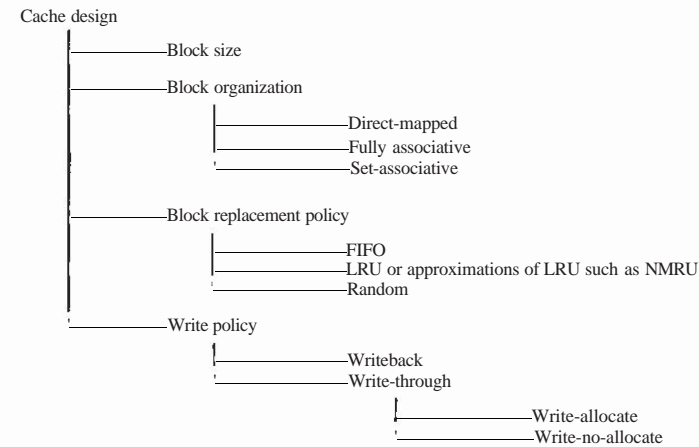 Cache design
Block size
Block organization
Direct-mapped
Fully associative
Set-associative
Block replacement policy
FIFO
LRU or approximations of LRU such as NMRU
Random
Write policy
Writeback
Write-through
Write-allocate
Write-no-allocate